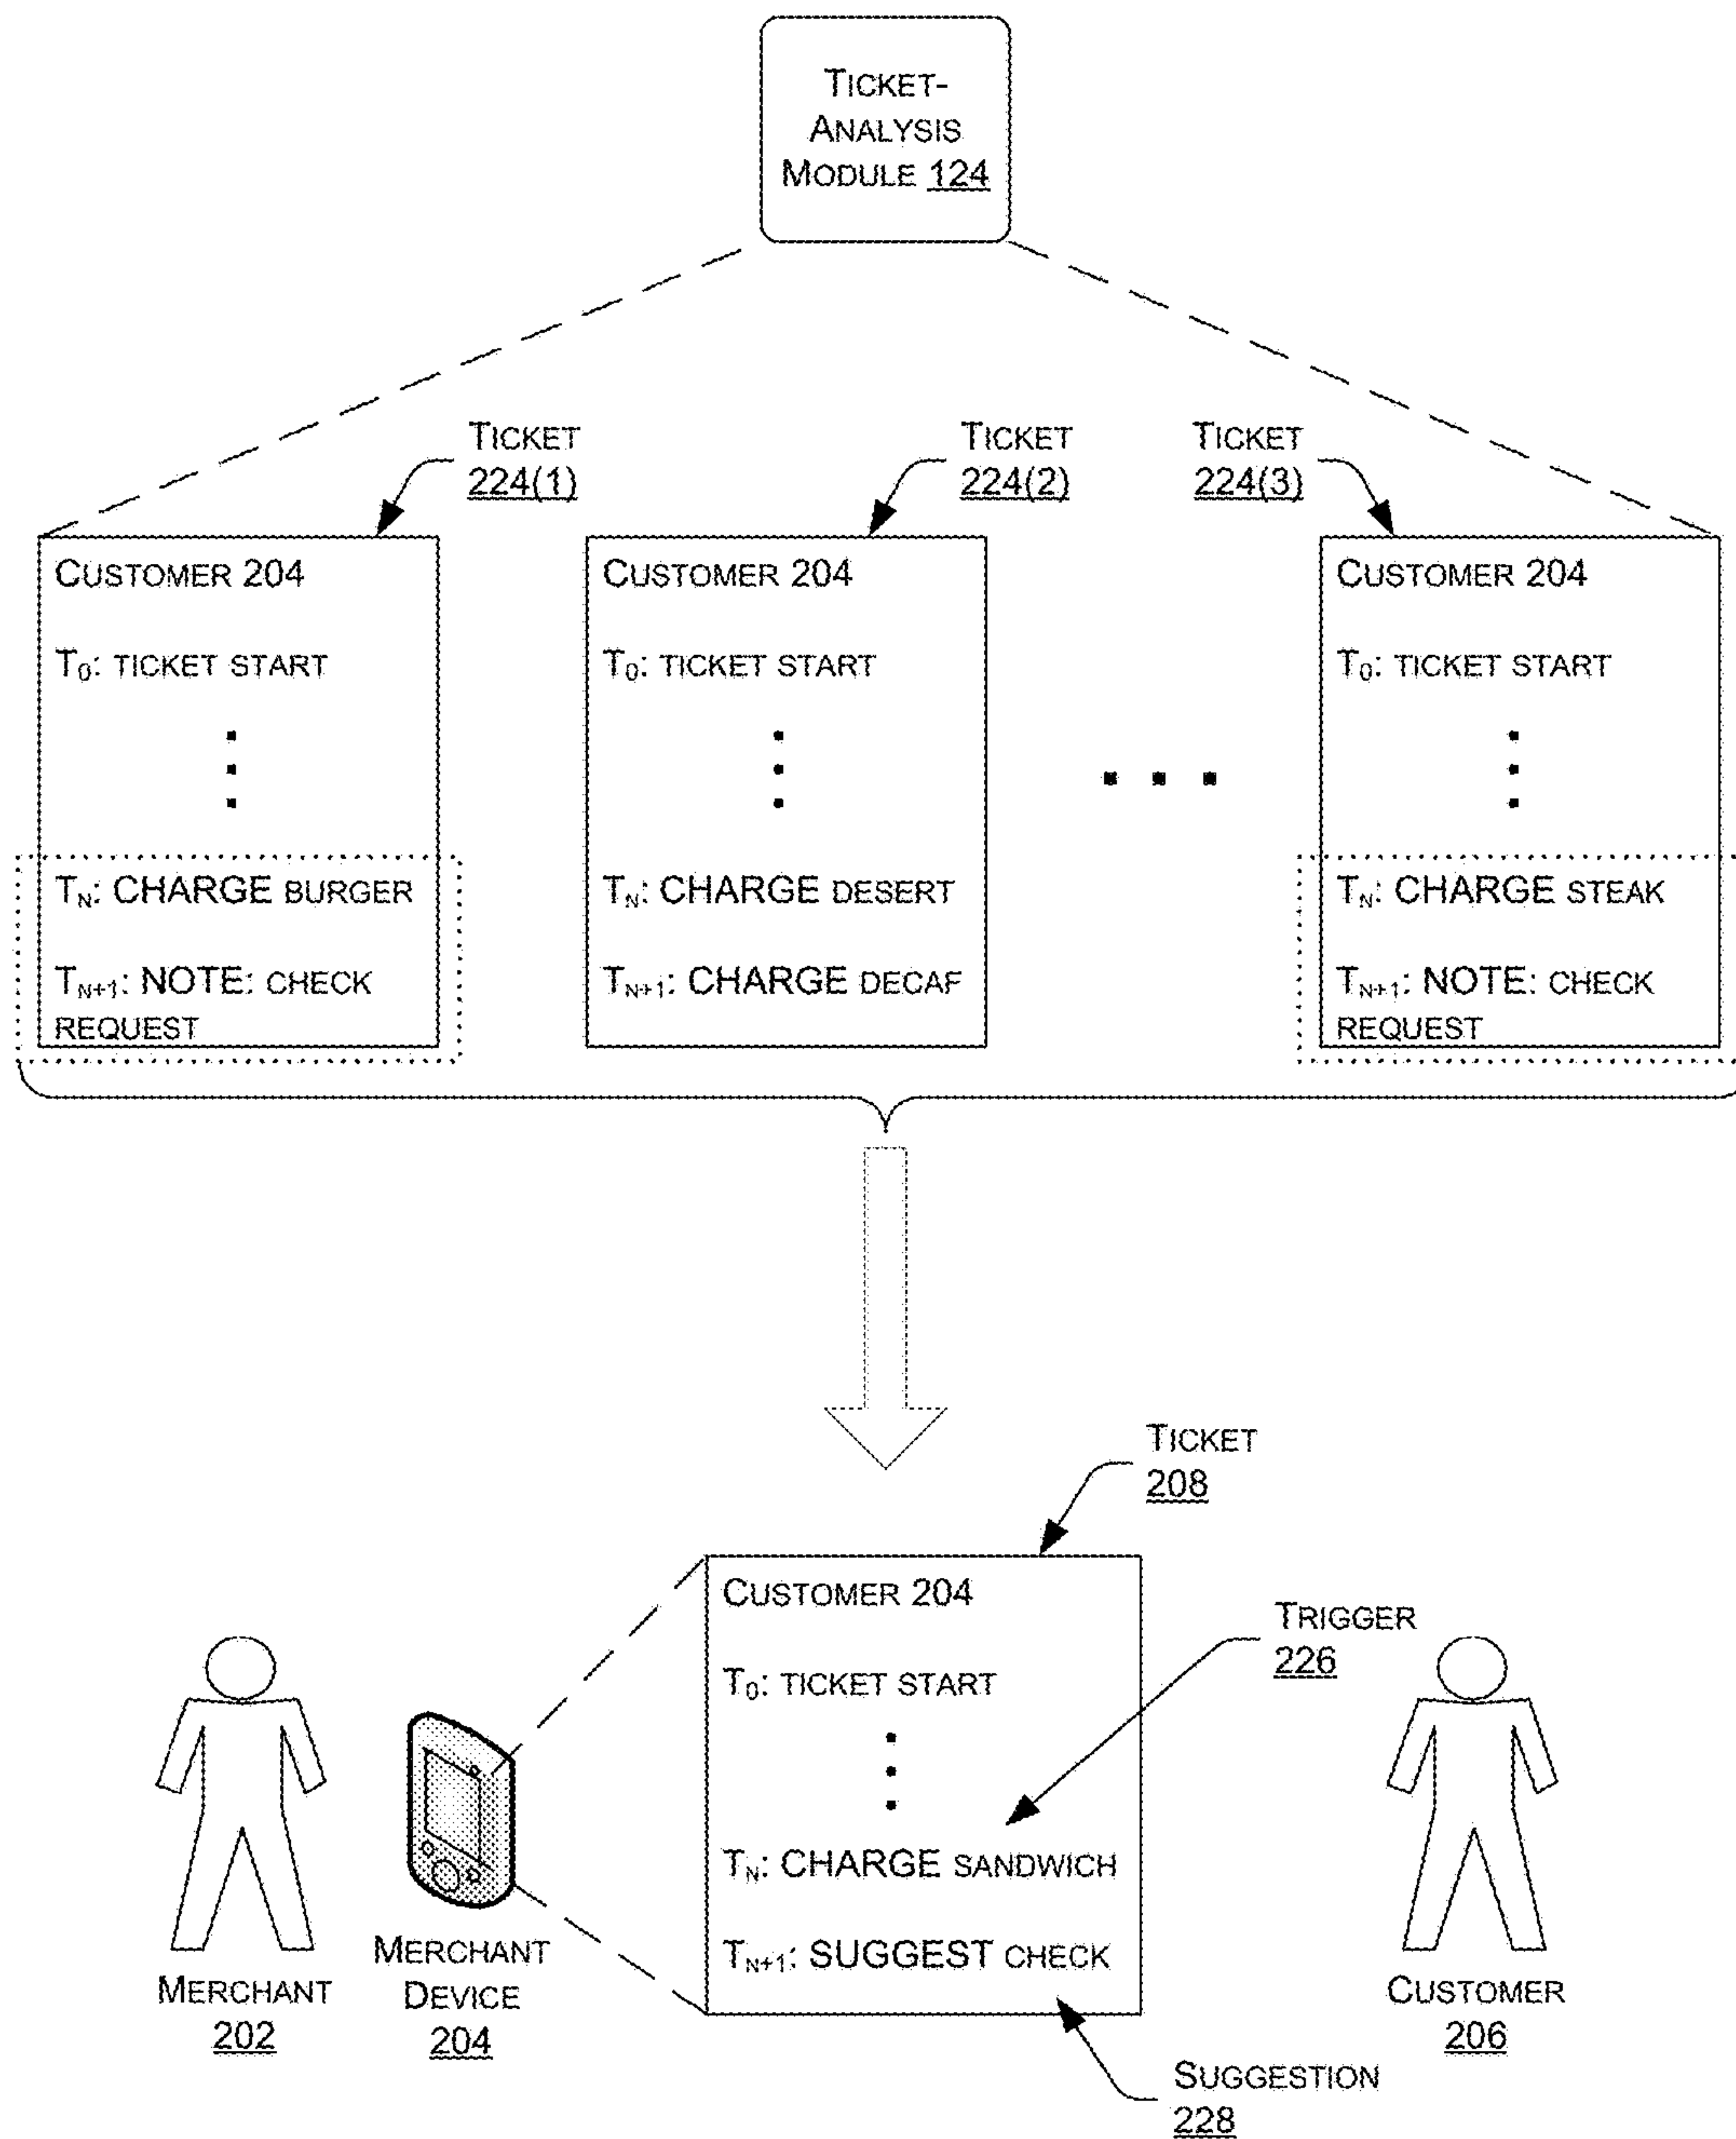 TICKET-
ANALYSIS
MODULE 124
TICKET
224(1)
TICKET
224(2)
TICKET
224(3)
CUSTOMER 204
T0: TICKET START
TN: CHARGE BURGER
TN+1: NOTE: CHECK
REQUEST
CUSTOMER 204
T0: TICKET START
TN: CHARGE DESERT
TN+1: CHARGE DECAF
CUSTOMER 204
T0: TICKET START
TN: CHARGE STEAK
TN+1: NOTE: CHECK
REQUEST
TICKET
208
CUSTOMER 204
T0: TICKET START
TN: CHARGE SANDWICH
TN+1: SUGGEST CHECK
TRIGGER
226
MERCHANT
202
MERCHANT
DEVICE
204
CUSTOMER
206
SUGGESTION
228